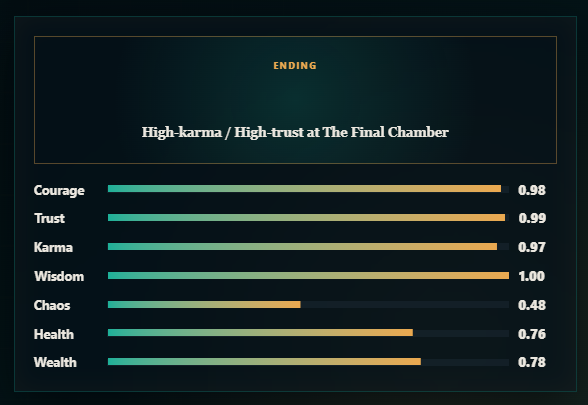 ENDING
High-karma / High-trust at The Final Chamber
Courage 0.98
Trust 0.99
Karma 0.97
Wisdom 1.00
Chaos 0.48
Health 0.76
Wealth 0.78